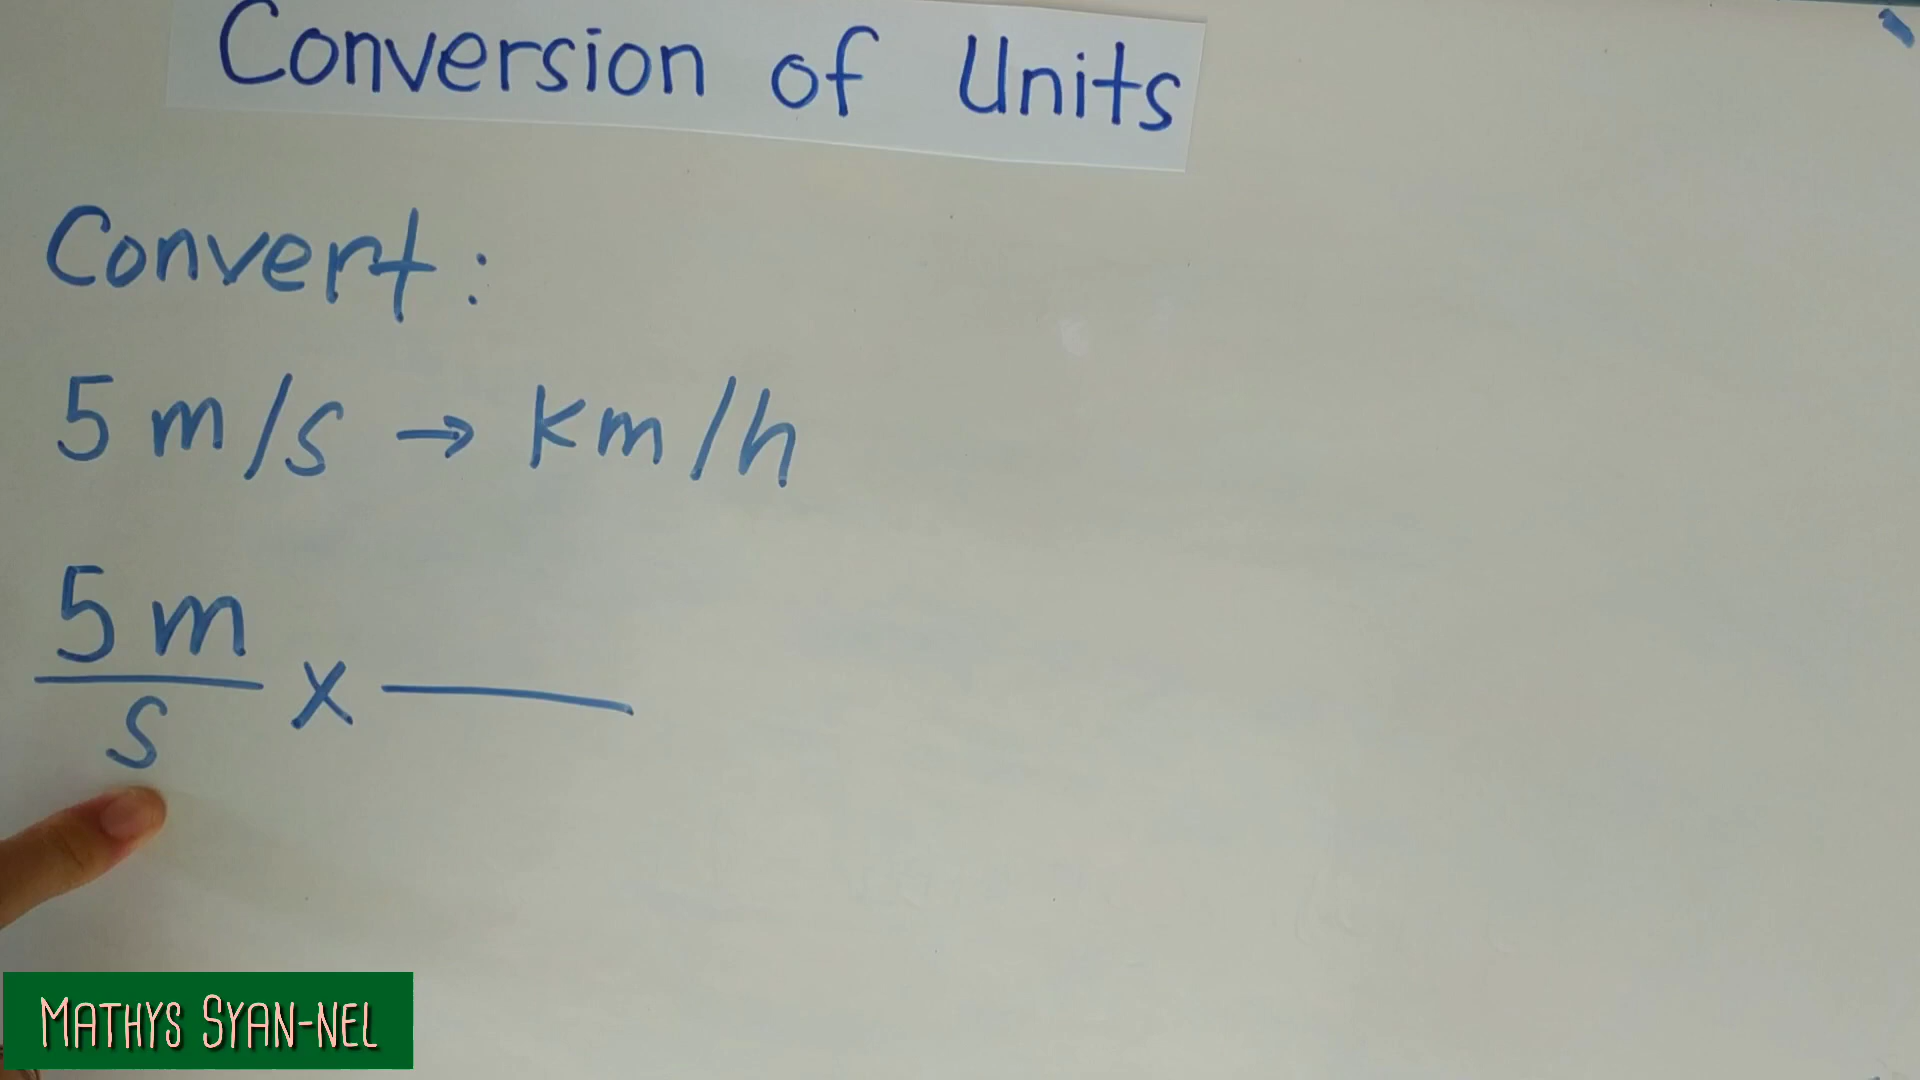 Conversion of Units
Convert:
5 m/s → km/h
5 m
s
x
MATHYS SYAN-NEL